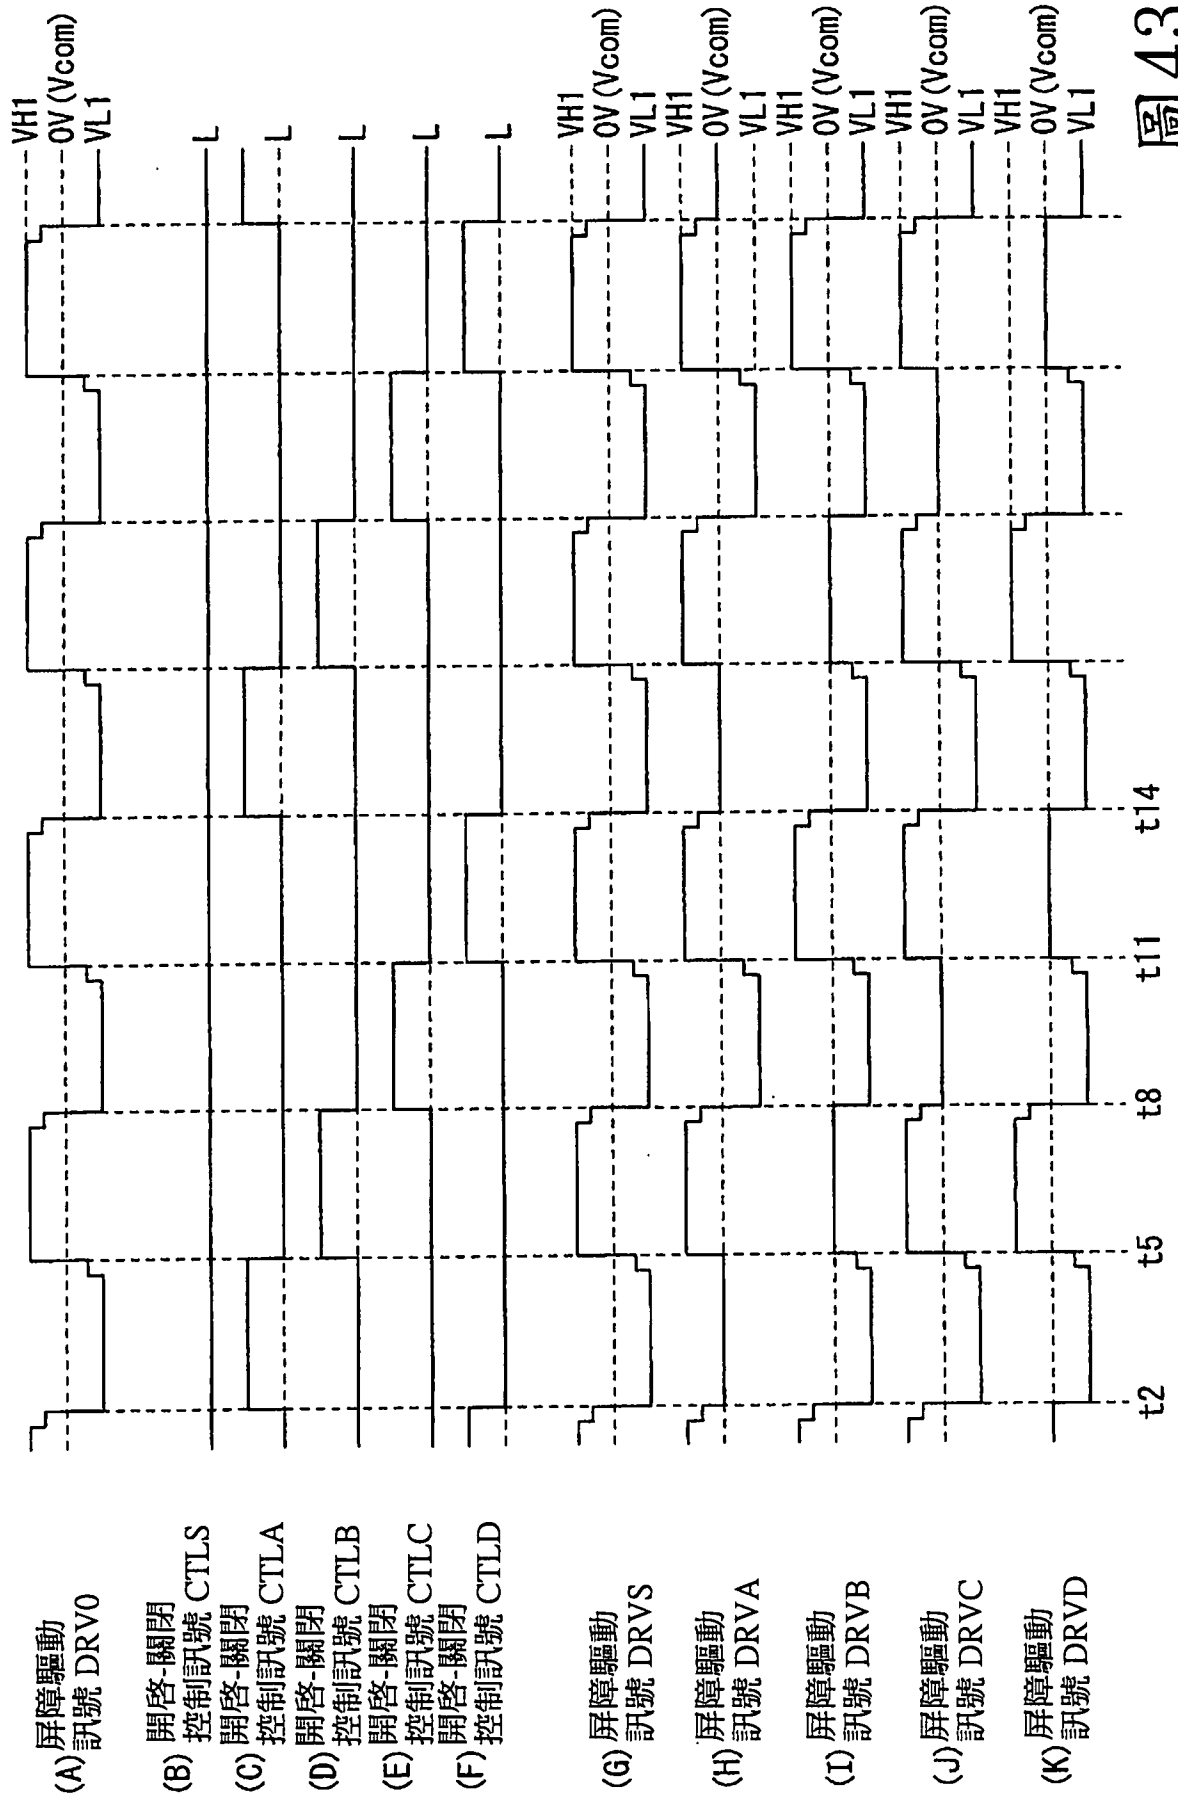 (A) 屏障驅動
訊號 DRV0
VH1
0V(Vcom)
VL1
(B) 開啓-關閉
控制訊號 CTLS
L
(C) 開啓-關閉
控制訊號 CTLA
L
(D) 開啓-關閉
控制訊號 CTLB
L
(E) 開啓-關閉
控制訊號 CTLC
L
(F) 開啓-關閉
控制訊號 CTLD
L
(G) 屏障驅動
訊號 DRVS
VH1
0V(Vcom)
VL1
(H) 屏障驅動
訊號 DRVA
VH1
0V(Vcom)
VL1
(I) 屏障驅動
訊號 DRVB
VH1
0V(Vcom)
VL1
(J) 屏障驅動
訊號 DRVC
VH1
0V(Vcom)
VL1
(K) 屏障驅動
訊號 DRVD
VH1
0V(Vcom)
VL1
t2 t5 t8 t11 t14
圖43